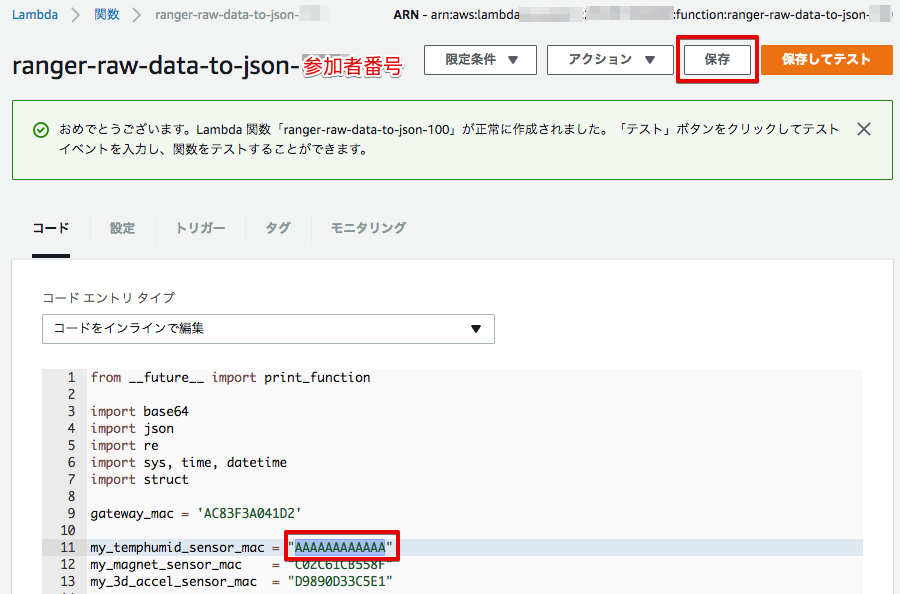 Lambda > 関数 > ranger-raw-data-to-json-
ARN - arn:aws:lambda :function:ranger-raw-data-to-json-
ranger-raw-data-to-json-参加者番号
限定条件 ▼ アクション ▼ 保存 保存してテスト
おめでとうございます。Lambda 関数「ranger-raw-data-to-json-100」が正常に作成されました。「テスト」ボタンをクリックしてテスト
イベントを入力し、関数をテストすることができます。
コード 設定 トリガー タグ モニタリング
コード エントリ タイプ
コードをインラインで編集 ▼
1 from __future__ import print_function
2
3 import base64
4 import json
5 import re
6 import sys, time, datetime
7 import struct
8
9 gateway_mac = 'AC83F3A041D2'
10
11 my_temphumid_sensor_mac = "AAAAAAAAAAAA"
12 my_magnet_sensor_mac = "C02C61CB558F"
13 my_3d_accel_sensor_mac = "D9890D33C5E1"